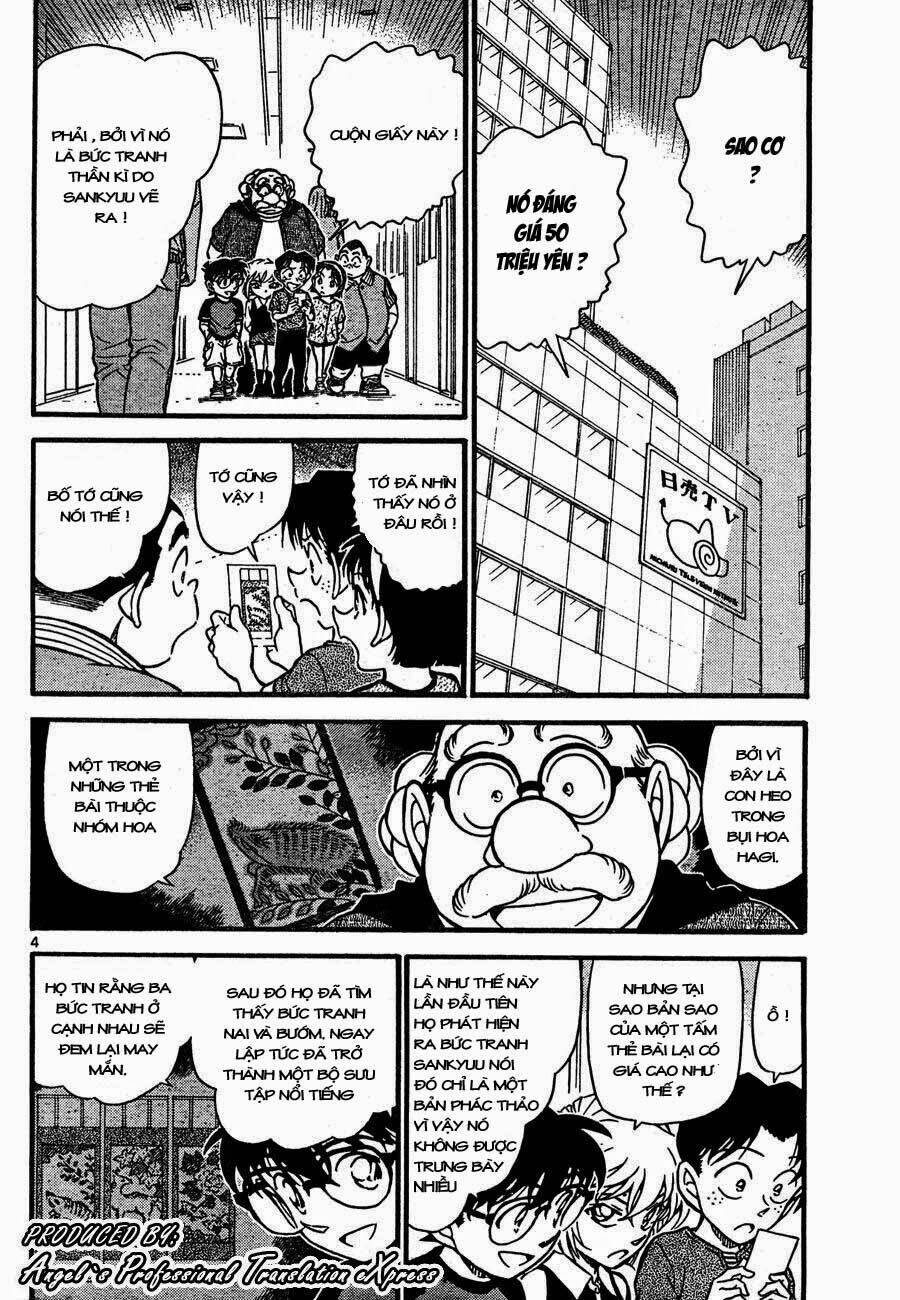 SAO CƠ
?
NÓ ĐÁNG
GIÁ 50
TRIỆU YÊN ?
日売TV
CUỘN GIẤY NÀY !
PHẢI , BỞI VÌ NÓ
LÀ BỨC TRANH
THẦN KÌ DO
SANKYUU VẼ
RA !
TỚ ĐÃ NHÌN
THẤY NÓ Ở
ĐÂU RỒI !
TỚ CŨNG
VẬY !
BỐ TỚ CŨNG
NÓI THẾ !
BỞI VÌ
ĐÂY LÀ
CON HEO
TRONG
BỤI HOA
HAGI.
MỘT TRONG
NHỮNG THẺ
BÀI THUỘC
NHÓM HOA
4
Ồ !
NHƯNG TẠI
SAO BẢN SAO
CỦA MỘT TẤM
THẺ BÀI LẠI CÓ
GIÁ CAO NHƯ
THẾ ?
LÀ NHƯ THẾ NÀY
LẦN ĐẦU TIÊN
HỌ PHÁT HIỆN
RA BỨC TRANH
SANKYUU NÓI
ĐÓ CHỈ LÀ MỘT
BẢN PHÁC THẢO
VÌ VẬY NÓ
KHÔNG ĐƯỢC
TRƯNG BÀY
NHIỀU
SAU ĐÓ HỌ ĐÃ TÌM
THẤY BỨC TRANH
NAI VÀ BƯỚM. NGAY
LẬP TỨC ĐÃ TRỞ
THÀNH MỘT BỘ SƯU
TẬP NỔI TIẾNG
HỌ TIN RẰNG BA
BỨC TRANH Ở
CẠNH NHAU SẼ
ĐEM LẠI MAY
MẮN.
PRODUCED BY:
Angel`s Professional Translation eXpress